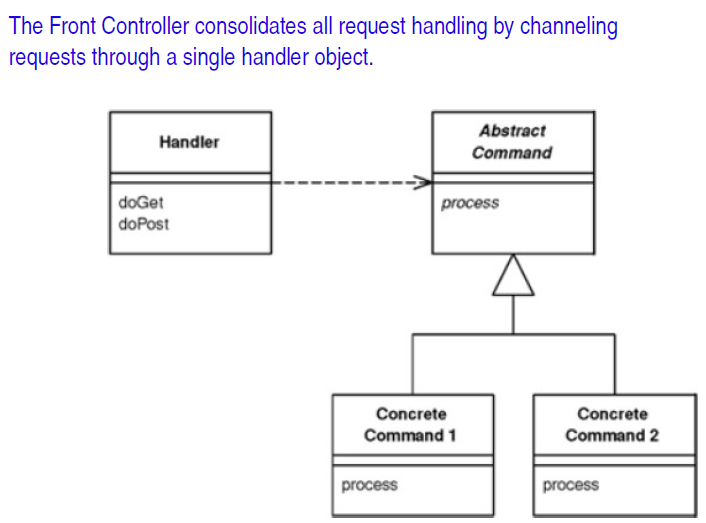 The Front Controller consolidates all request handling by channeling
requests through a single handler object.
Handler
doGet
doPost
Abstract
Command
process
Concrete
Command 1
process
Concrete
Command 2
process